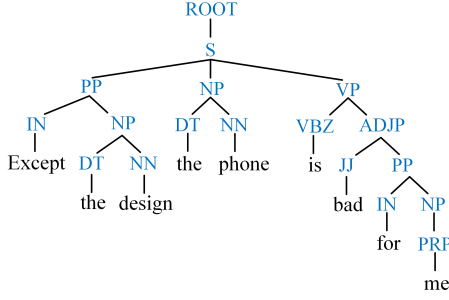 ROOT
S
PP NP VP
IN NP DT NN VBZ ADJP
Except DT NN the phone is JJ PP
the design bad IN NP
for PRP
me